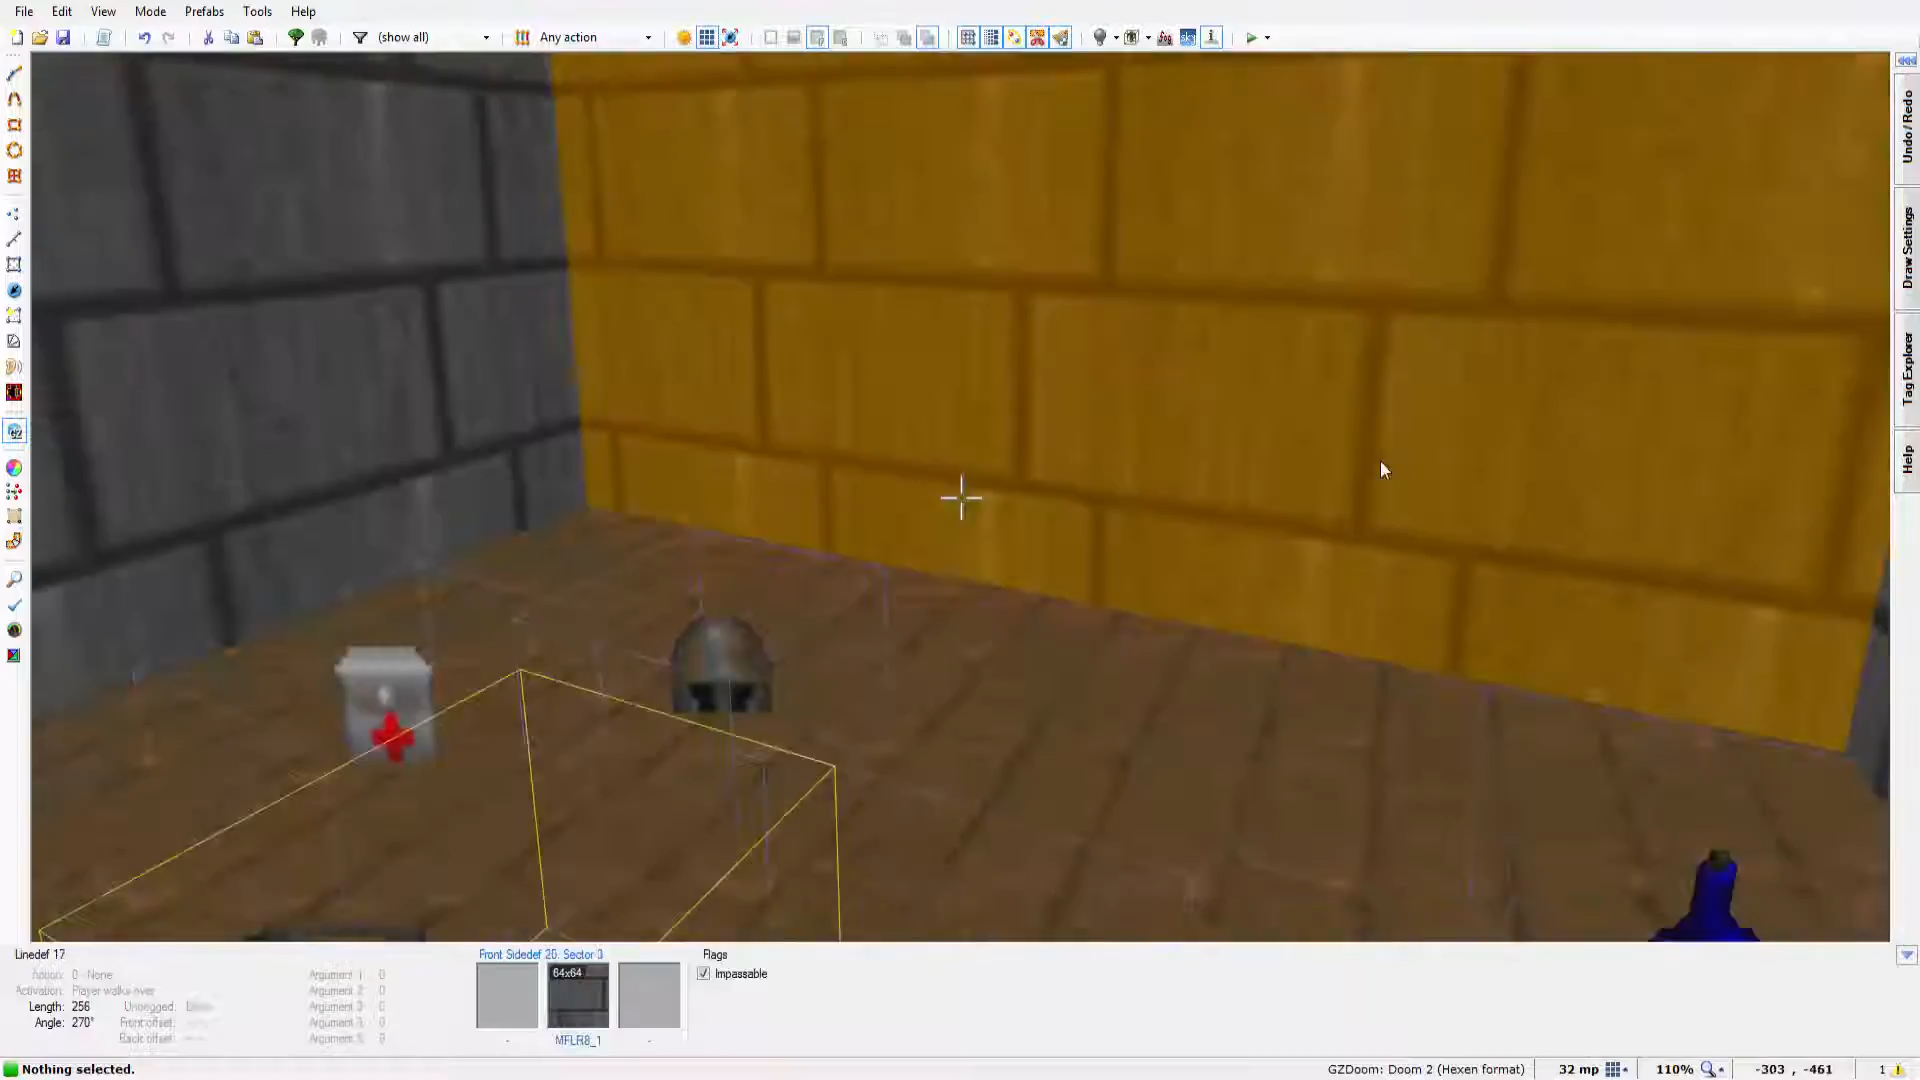 File Edit View Mode Prefabs Tools Help
(show all) Any action
Undo / Redo
Draw Settings
Tag Explorer
Help
Linedef 17
Action: 0 - None
Activation: Player walks over
Length: 256 Unpegged:
Angle: 270° Front offset:
Back offset:
Argument 1: 0
Argument 2: 0
Argument 3: 0
Argument 4: 0
Argument 5: 0
Front Sidedef 26. Sector 3
64x64
- MFLR8_1 -
Flags
Impassable
Nothing selected.
GZDoom: Doom 2 (Hexen format) 32 mp 110% -303 , -461 1